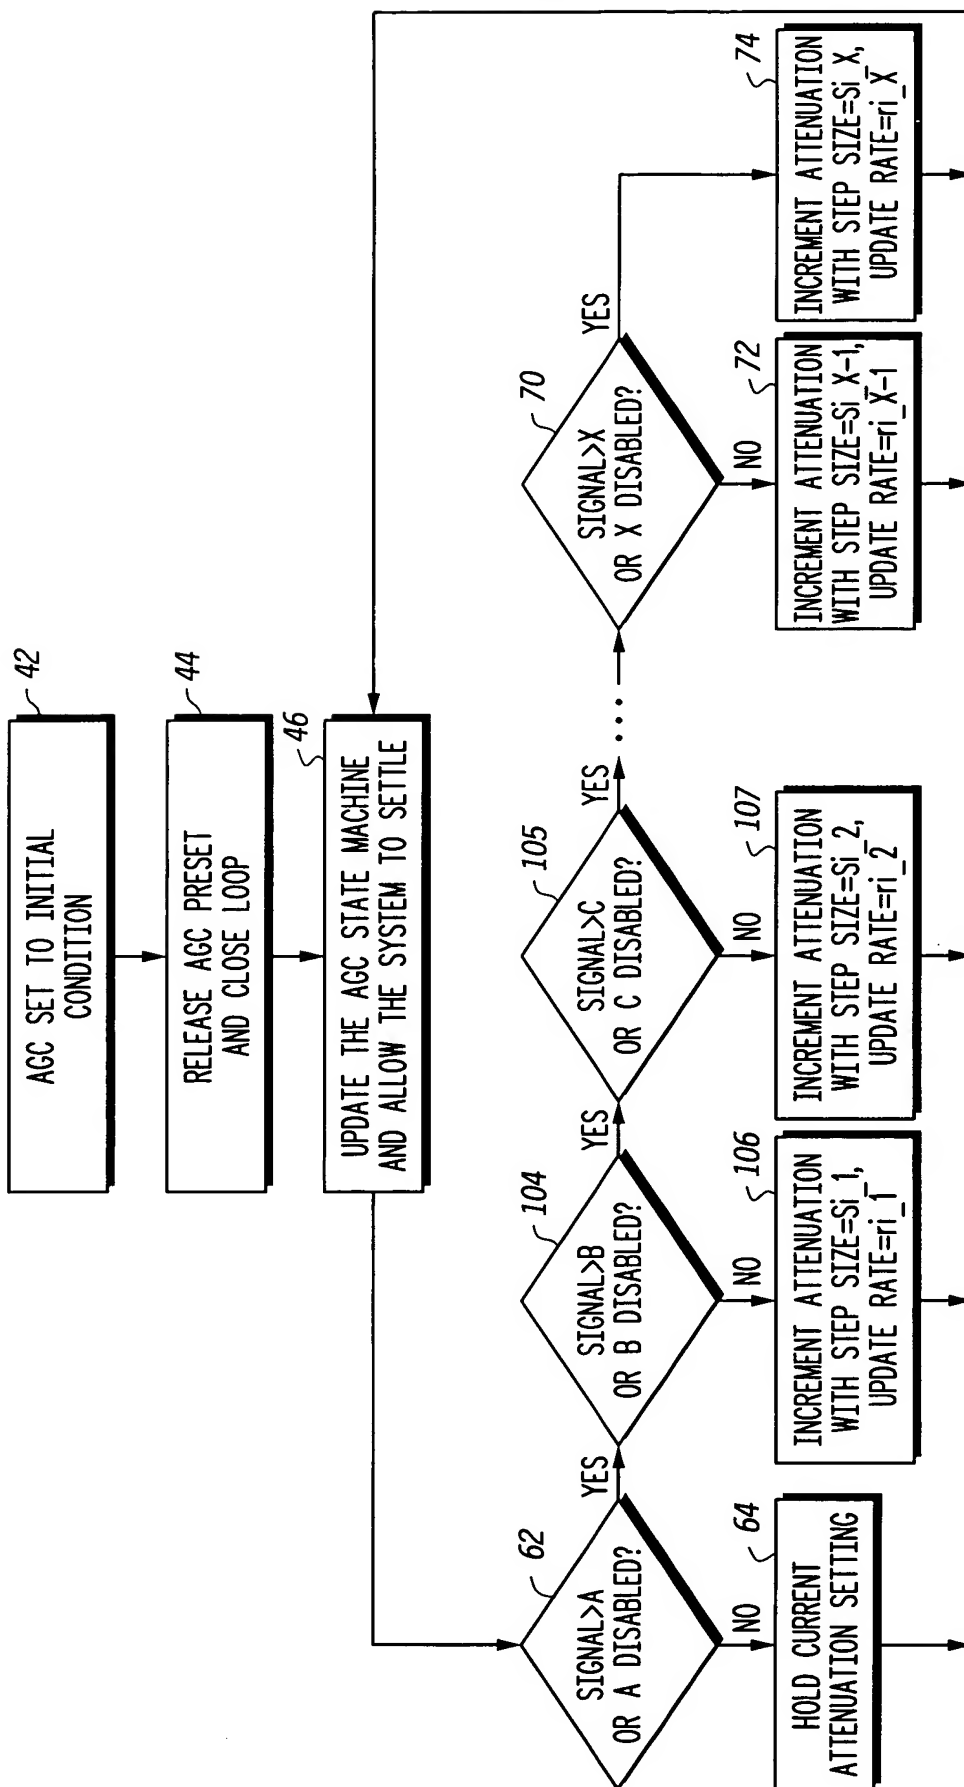 AGC SET TO INITIAL
CONDITION
42
RELEASE AGC PRESET
AND CLOSE LOOP
44
UPDATE THE AGC STATE MACHINE
AND ALLOW THE SYSTEM TO SETTLE
46
SIGNAL>A
OR A DISABLED?
62
YES
NO
HOLD CURRENT
ATTENUATION SETTING
64
SIGNAL>B
OR B DISABLED?
104
YES
NO
INCREMENT ATTENUATION
WITH STEP SIZE=Si_1,
UPDATE RATE=ri_1
106
SIGNAL>C
OR C DISABLED?
105
YES
NO
INCREMENT ATTENUATION
WITH STEP SIZE=Si_2,
UPDATE RATE=ri_2
107
...
SIGNAL>X
OR X DISABLED?
70
YES
NO
INCREMENT ATTENUATION
WITH STEP SIZE=Si_X-1,
UPDATE RATE=ri_X-1
72
INCREMENT ATTENUATION
WITH STEP SIZE=Si_X,
UPDATE RATE=ri_X
74